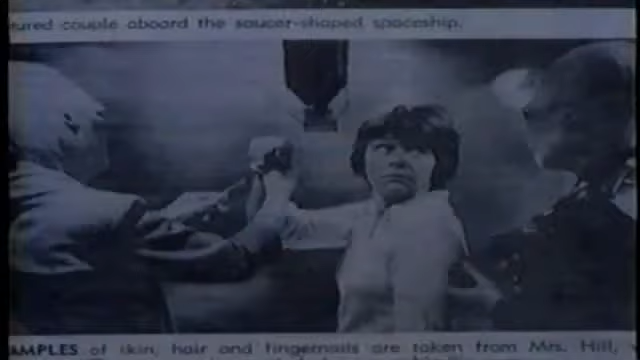 tured couple aboard the saucer-shaped spaceship.
AMPLES of skin, hair and fingernails are taken from Mrs. Hill,